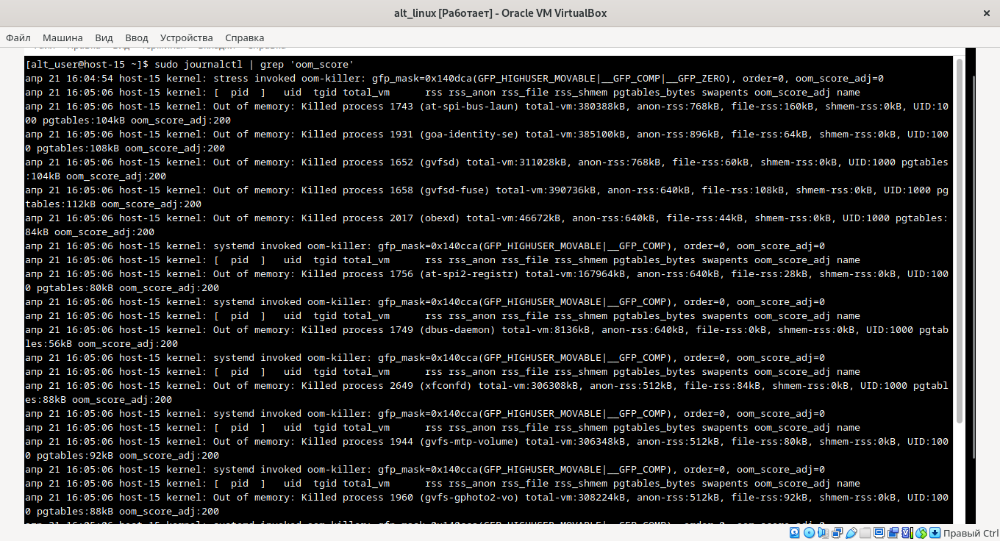 alt_linux [Работает] - Oracle VM VirtualBox
Файл Машина Вид Ввод Устройства Справка
[alt_user@host-15 ~]$ sudo journalctl | grep 'oom_score'
апр 21 16:04:54 host-15 kernel: stress invoked oom-killer: gfp_mask=0x140dca(GFP_HIGHUSER_MOVABLE|__GFP_COMP|__GFP_ZERO), order=0, oom_score_adj=0
апр 21 16:05:06 host-15 kernel: [  pid  ]   uid  tgid total_vm      rss rss_anon rss_file rss_shmem pgtables_bytes swapents oom_score_adj name
апр 21 16:05:06 host-15 kernel: Out of memory: Killed process 1743 (at-spi-bus-laun) total-vm:380388kB, anon-rss:768kB, file-rss:160kB, shmem-rss:0kB, UID:10
00 pgtables:104kB oom_score_adj:200
апр 21 16:05:06 host-15 kernel: Out of memory: Killed process 1931 (goa-identity-se) total-vm:385100kB, anon-rss:896kB, file-rss:64kB, shmem-rss:0kB, UID:100
0 pgtables:108kB oom_score_adj:200
апр 21 16:05:06 host-15 kernel: Out of memory: Killed process 1652 (gvfsd) total-vm:311028kB, anon-rss:768kB, file-rss:60kB, shmem-rss:0kB, UID:1000 pgtables
:104kB oom_score_adj:200
апр 21 16:05:06 host-15 kernel: Out of memory: Killed process 1658 (gvfsd-fuse) total-vm:390736kB, anon-rss:640kB, file-rss:108kB, shmem-rss:0kB, UID:1000 pg
tables:112kB oom_score_adj:200
апр 21 16:05:06 host-15 kernel: Out of memory: Killed process 2017 (obexd) total-vm:46672kB, anon-rss:640kB, file-rss:44kB, shmem-rss:0kB, UID:1000 pgtables:
84kB oom_score_adj:200
апр 21 16:05:06 host-15 kernel: systemd invoked oom-killer: gfp_mask=0x140cca(GFP_HIGHUSER_MOVABLE|__GFP_COMP), order=0, oom_score_adj=0
апр 21 16:05:06 host-15 kernel: [  pid  ]   uid  tgid total_vm      rss rss_anon rss_file rss_shmem pgtables_bytes swapents oom_score_adj name
апр 21 16:05:06 host-15 kernel: Out of memory: Killed process 1756 (at-spi2-registr) total-vm:167964kB, anon-rss:640kB, file-rss:28kB, shmem-rss:0kB, UID:100
0 pgtables:80kB oom_score_adj:200
апр 21 16:05:06 host-15 kernel: systemd invoked oom-killer: gfp_mask=0x140cca(GFP_HIGHUSER_MOVABLE|__GFP_COMP), order=0, oom_score_adj=0
апр 21 16:05:06 host-15 kernel: [  pid  ]   uid  tgid total_vm      rss rss_anon rss_file rss_shmem pgtables_bytes swapents oom_score_adj name
апр 21 16:05:06 host-15 kernel: Out of memory: Killed process 1749 (dbus-daemon) total-vm:8136kB, anon-rss:640kB, file-rss:0kB, shmem-rss:0kB, UID:1000 pgtab
les:56kB oom_score_adj:200
апр 21 16:05:06 host-15 kernel: systemd invoked oom-killer: gfp_mask=0x140cca(GFP_HIGHUSER_MOVABLE|__GFP_COMP), order=0, oom_score_adj=0
апр 21 16:05:06 host-15 kernel: [  pid  ]   uid  tgid total_vm      rss rss_anon rss_file rss_shmem pgtables_bytes swapents oom_score_adj name
апр 21 16:05:06 host-15 kernel: Out of memory: Killed process 2649 (xfconfd) total-vm:306308kB, anon-rss:512kB, file-rss:84kB, shmem-rss:0kB, UID:1000 pgtabl
es:88kB oom_score_adj:200
апр 21 16:05:06 host-15 kernel: systemd invoked oom-killer: gfp_mask=0x140cca(GFP_HIGHUSER_MOVABLE|__GFP_COMP), order=0, oom_score_adj=0
апр 21 16:05:06 host-15 kernel: [  pid  ]   uid  tgid total_vm      rss rss_anon rss_file rss_shmem pgtables_bytes swapents oom_score_adj name
апр 21 16:05:06 host-15 kernel: Out of memory: Killed process 1944 (gvfs-mtp-volume) total-vm:306348kB, anon-rss:512kB, file-rss:80kB, shmem-rss:0kB, UID:100
0 pgtables:92kB oom_score_adj:200
апр 21 16:05:06 host-15 kernel: systemd invoked oom-killer: gfp_mask=0x140cca(GFP_HIGHUSER_MOVABLE|__GFP_COMP), order=0, oom_score_adj=0
апр 21 16:05:06 host-15 kernel: [  pid  ]   uid  tgid total_vm      rss rss_anon rss_file rss_shmem pgtables_bytes swapents oom_score_adj name
апр 21 16:05:06 host-15 kernel: Out of memory: Killed process 1960 (gvfs-gphoto2-vo) total-vm:308224kB, anon-rss:512kB, file-rss:92kB, shmem-rss:0kB, UID:100
0 pgtables:88kB oom_score_adj:200
Правый Ctrl